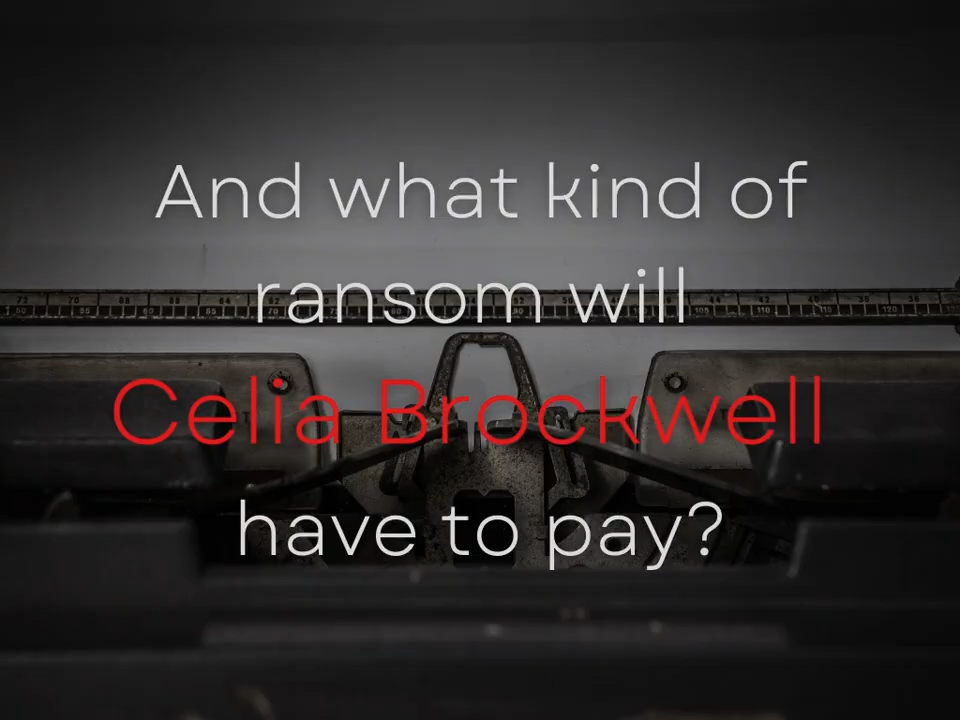 And what kind of
ransom will
Celia Brockwell
have to pay?